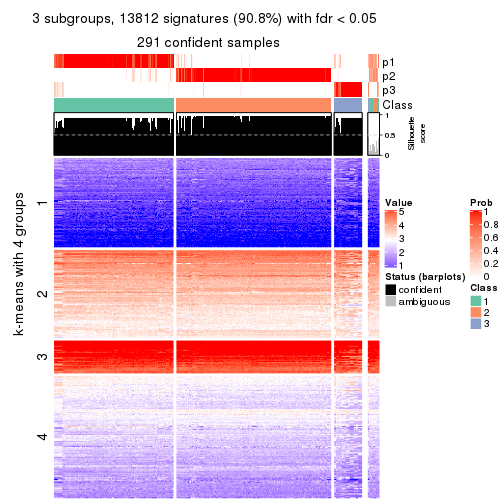 3 subgroups, 13812 signatures (90.8%) with fdr < 0.05
291 confident samples
p1
p2
p3
Class
1
0.5
0
Silhouette
score
k-means with 4 groups
1
2
3
4
Value
5
4
3
2
1
Status (barplots)
confident
ambiguous
Prob
1
0.8
0.6
0.4
0.2
0
Class
1
2
3